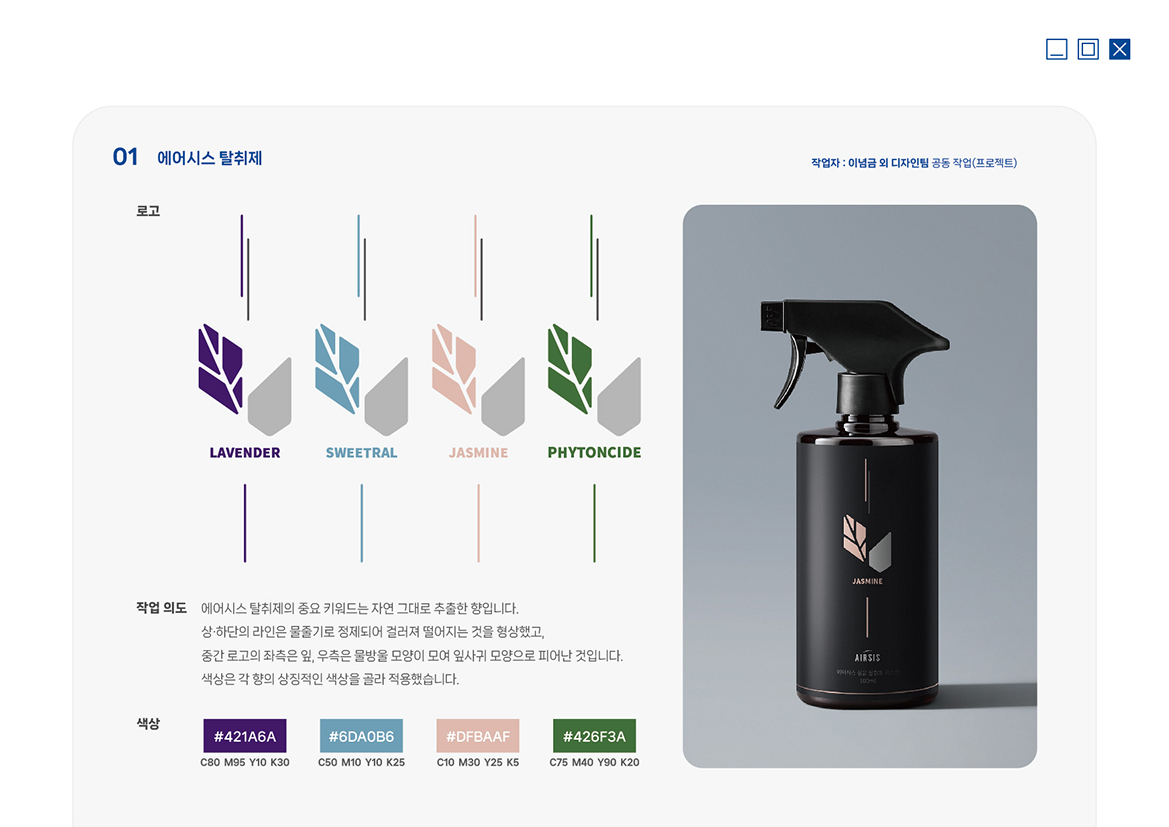 01 에어시스 탈취제
작업자 : 이념금 외 디자인팀 공동 작업(프로젝트)
로고
LAVENDER
SWEETRAL
JASMINE
PHYTONCIDE
작업 의도
에어시스 탈취제의 중요 키워드는 자연 그대로 추출한 향입니다.
상·하단의 라인은 물줄기로 정제되어 걸러져 떨어지는 것을 형상했고,
중간 로고의 좌측은 잎, 우측은 물방울 모양이 모여 잎사귀 모양으로 피어난 것입니다.
색상은 각 향의 상징적인 색상을 골라 적용했습니다.
색상
#421A6A
#6DA0B6
#DFBAAF
#426F3A
C80 M95 Y10 K30
C50 M10 Y10 K25
C10 M30 Y25 K5
C75 M40 Y90 K20
JASMINE
AIRSIS
500ml